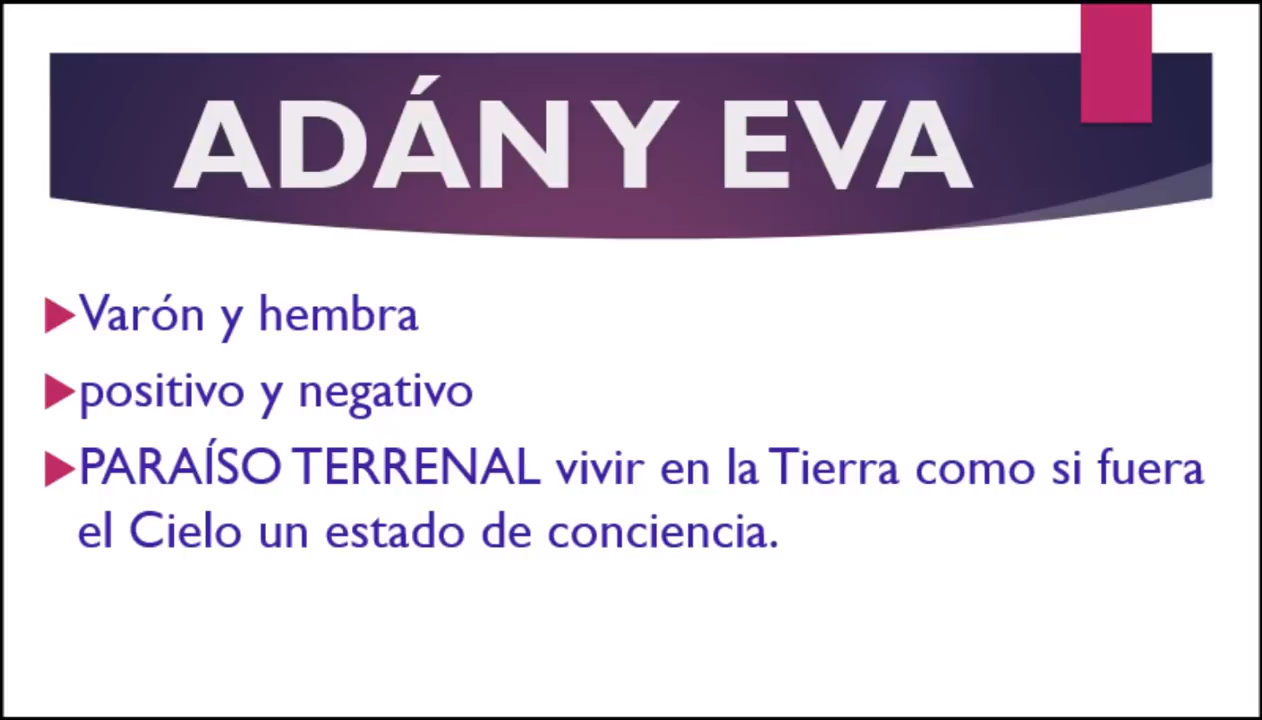 ADÁN Y EVA
Varón y hembra
positivo y negativo
PARAÍSO TERRENAL vivir en la Tierra como si fuera
el Cielo un estado de conciencia.